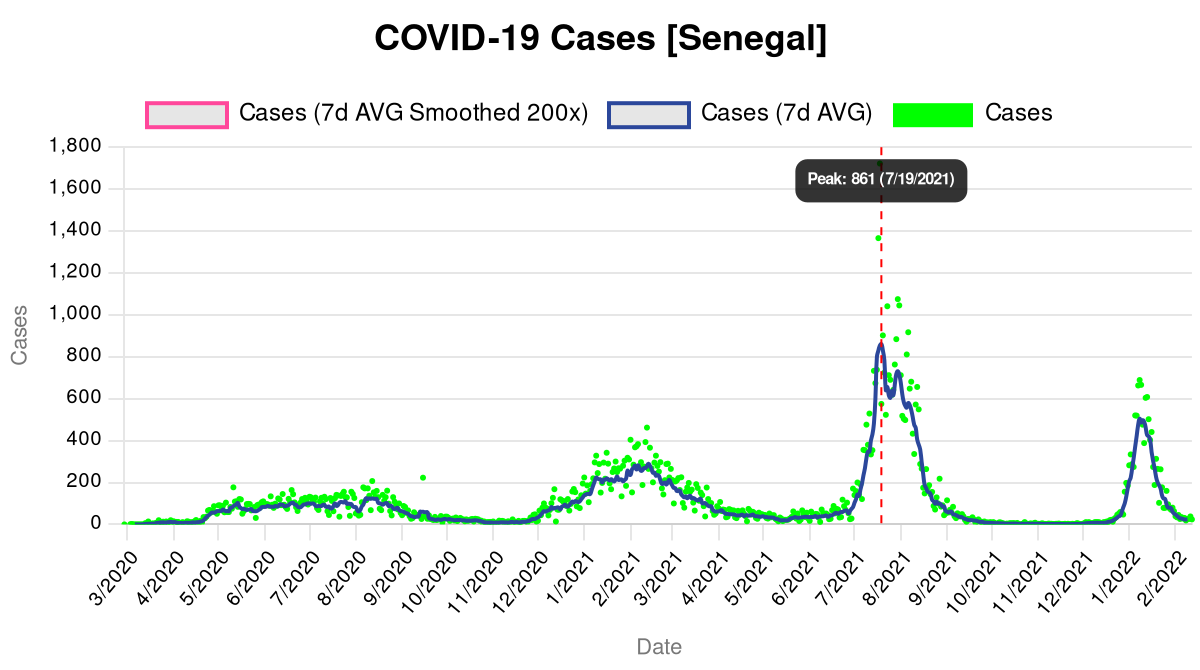 COVID-19 Cases [Senegal]
Cases (7d AVG Smoothed 200x) Cases (7d AVG) Cases
1,800
Peak: 861 (7/19/2021)
1,600
1,400
1,200
1,000
800
600
400
200
0
Cases
3/2020 4/2020 5/2020 6/2020 7/2020 8/2020 9/2020 10/2020 11/2020 12/2020 1/2021 2/2021 3/2021 4/2021 5/2021 6/2021 7/2021 8/2021 9/2021 10/2021 11/2021 12/2021 1/2022 2/2022
Date